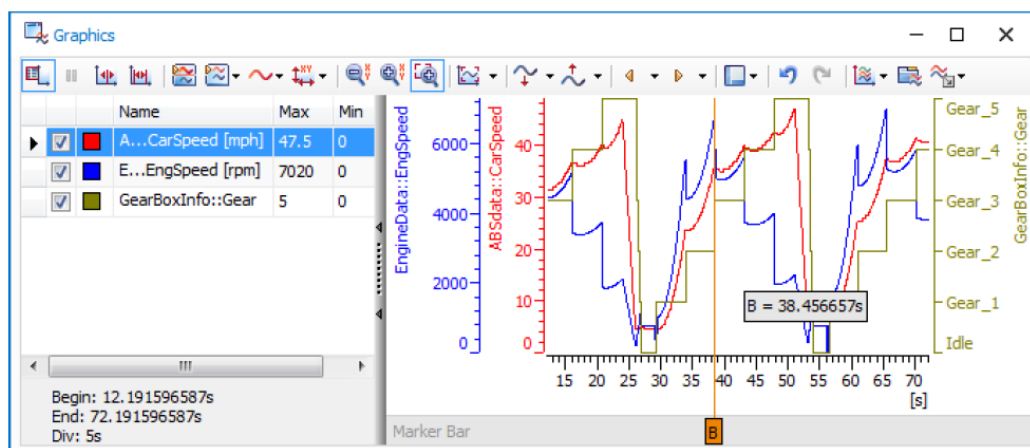 Graphics
Name Max Min
A...CarSpeed [mph] 47.5 0
E...EngSpeed [rpm] 7020 0
GearBoxInfo::Gear 5 0
Begin: 12.191596587s
End: 72.191596587s
Div: 5s
EngineData::EngSpeed
6000
4000
2000
0
ABSdata::CarSpeed
40
30
20
10
0
B = 38.456657s
Gear_5
Gear_4
Gear_3
Gear_2
Gear_1
Idle
GearBoxInfo::Gear
15 20 25 30 35 40 45 50 55 60 65 70
[s]
Marker Bar
B